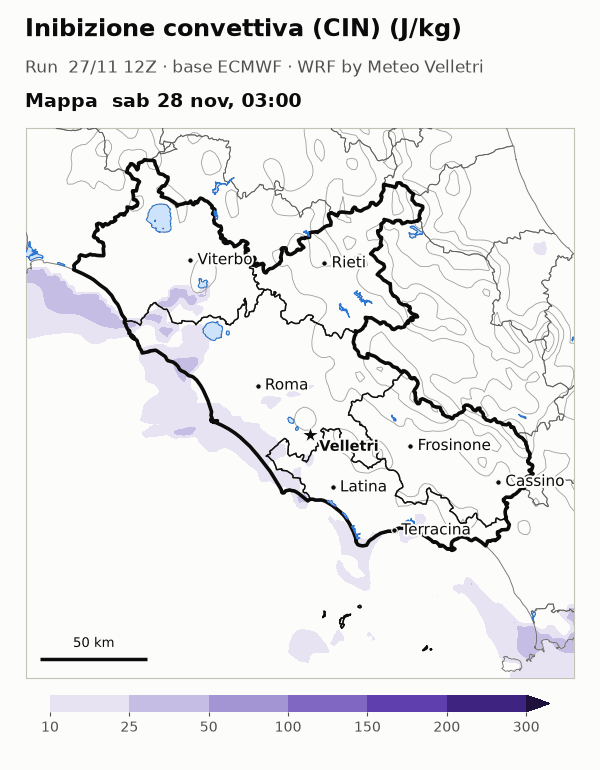 Inibizione convettiva (CIN) (J/kg)
Run  27/11 12Z · base ECMWF · WRF by Meteo Velletri
Mappa  sab 28 nov, 03:00
Viterbo
Rieti
Roma
Velletri
Frosinone
Cassino
Latina
Terracina
50 km
10 25 50 100 150 200 300